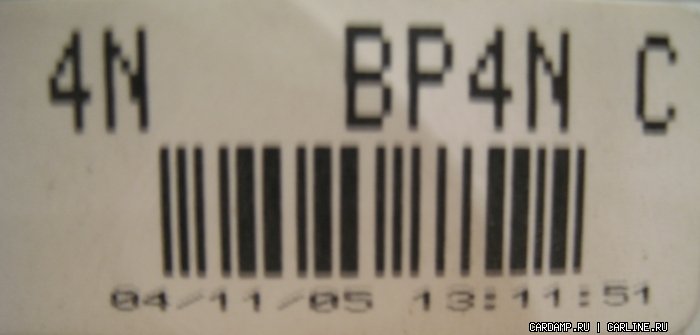 4N BP4N C
04/11/05 13:11:51
CARDAMP.RU | CARLINE.RU